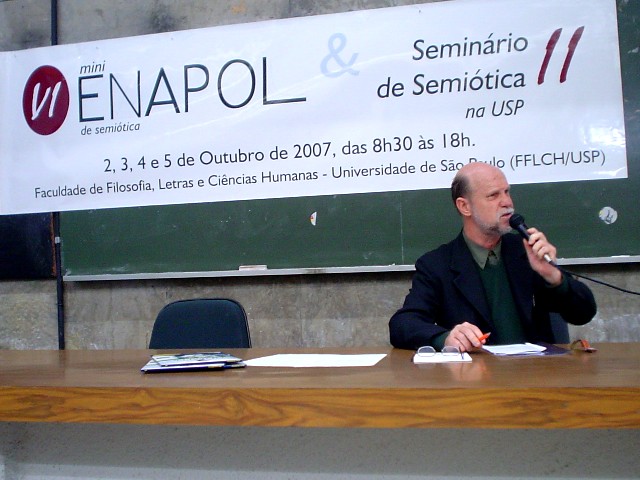 VI
mini
ENAPOL
de semiótica
&
Seminário
de Semiótica
na USP
11
2, 3, 4 e 5 de Outubro de 2007, das 8h30 às 18h.
Faculdade de Filosofia, Letras e Ciências Humanas - Universidade de São Paulo (FFLCH/USP)